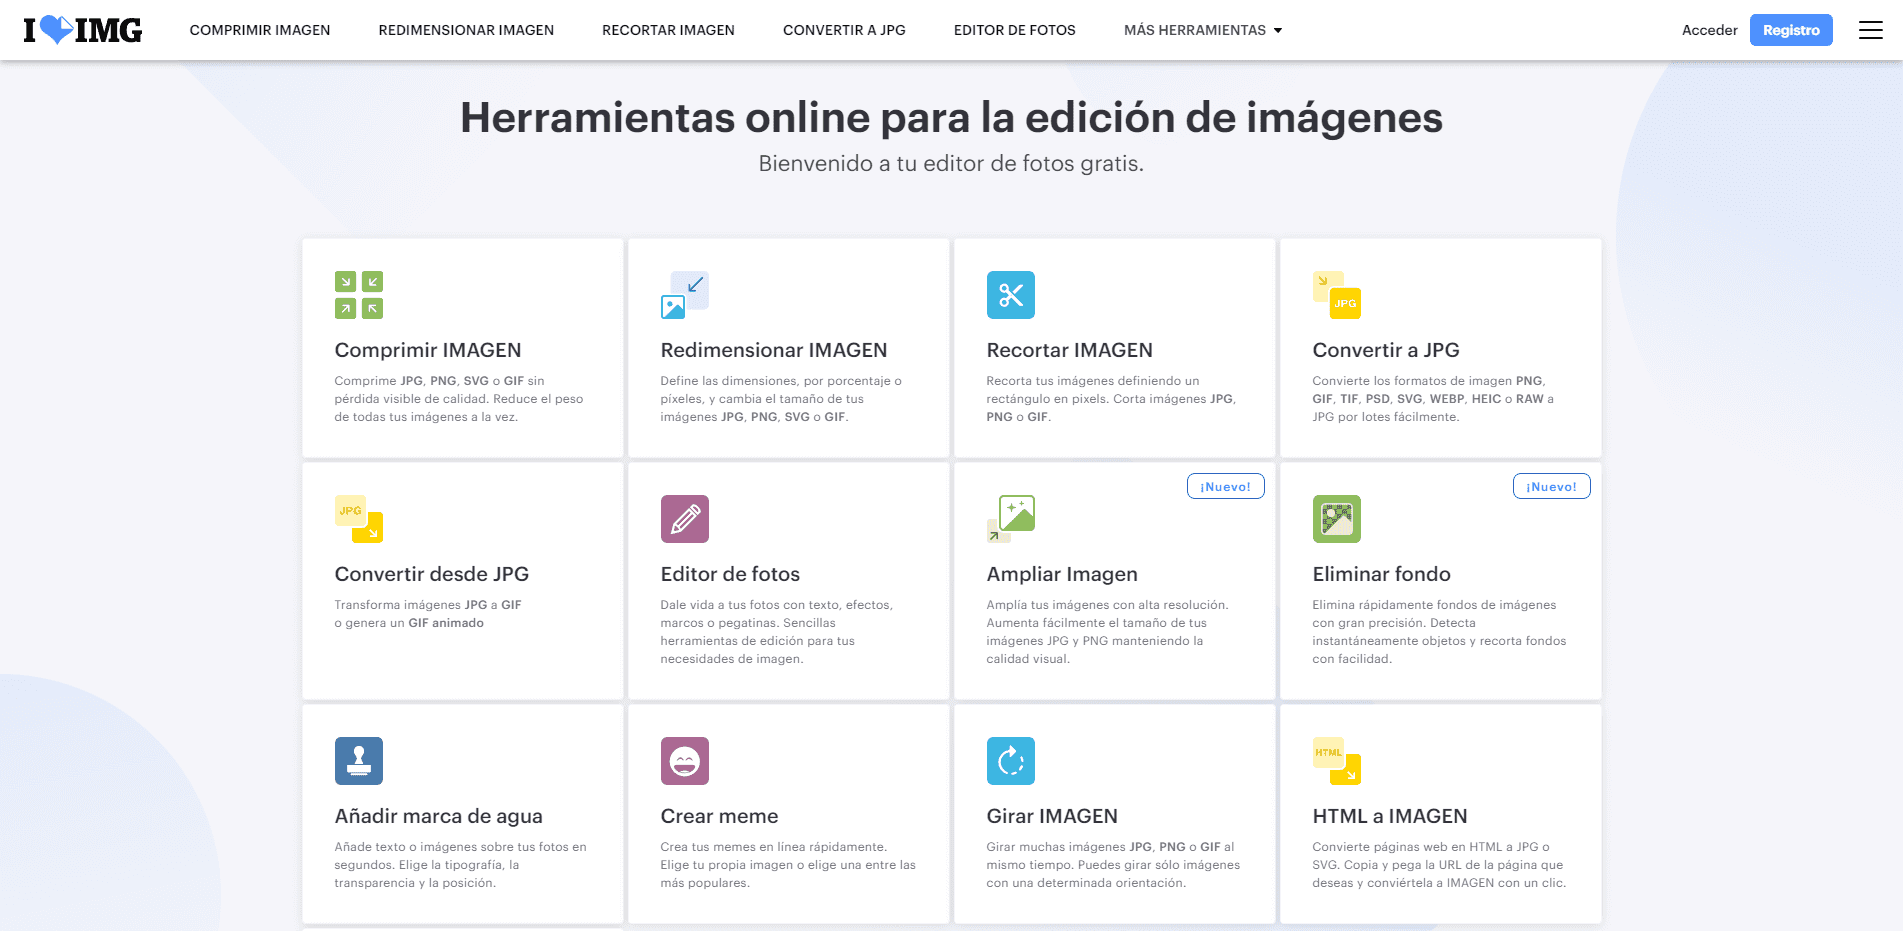 I IMG
COMPRIMIR IMAGEN
REDIMENSIONAR IMAGEN
RECORTAR IMAGEN
CONVERTIR A JPG
EDITOR DE FOTOS
MÁS HERRAMIENTAS
Acceder
Registro
Herramientas online para la edición de imágenes
Bienvenido a tu editor de fotos gratis.
Comprimir IMAGEN
Comprime JPG, PNG, SVG o GIF sin
pérdida visible de calidad. Reduce el peso
de todas tus imágenes a la vez.
Redimensionar IMAGEN
Define las dimensiones, por porcentaje o
píxeles, y cambia el tamaño de tus
imágenes JPG, PNG, SVG o GIF.
Recortar IMAGEN
Recorta tus imágenes definiendo un
rectángulo en pixels. Corta imágenes JPG,
PNG o GIF.
JPG
Convertir a JPG
Convierte los formatos de imagen PNG,
GIF, TIF, PSD, SVG, WEBP, HEIC o RAW a
JPG por lotes fácilmente.
JPG
Convertir desde JPG
Transforma imágenes JPG a GIF
o genera un GIF animado
Editor de fotos
Dale vida a tus fotos con texto, efectos,
marcos o pegatinas. Sencillas
herramientas de edición para tus
necesidades de imagen.
¡Nuevo!
Ampliar Imagen
Amplía tus imágenes con alta resolución.
Aumenta fácilmente el tamaño de tus
imágenes JPG y PNG manteniendo la
calidad visual.
¡Nuevo!
Eliminar fondo
Elimina rápidamente fondos de imágenes
con gran precisión. Detecta
instantáneamente objetos y recorta fondos
con facilidad.
Añadir marca de agua
Añade texto o imágenes sobre tus fotos en
segundos. Elige la tipografía, la
transparencia y la posición.
Crear meme
Crea tus memes en línea rápidamente.
Elige tu propia imagen o elige una entre las
más populares.
Girar IMAGEN
Girar muchas imágenes JPG, PNG o GIF al
mismo tiempo. Puedes girar sólo imágenes
con una determinada orientación.
HTML
HTML a IMAGEN
Convierte páginas web en HTML a JPG o
SVG. Copia y pega la URL de la página que
deseas y conviértela a IMAGEN con un clic.